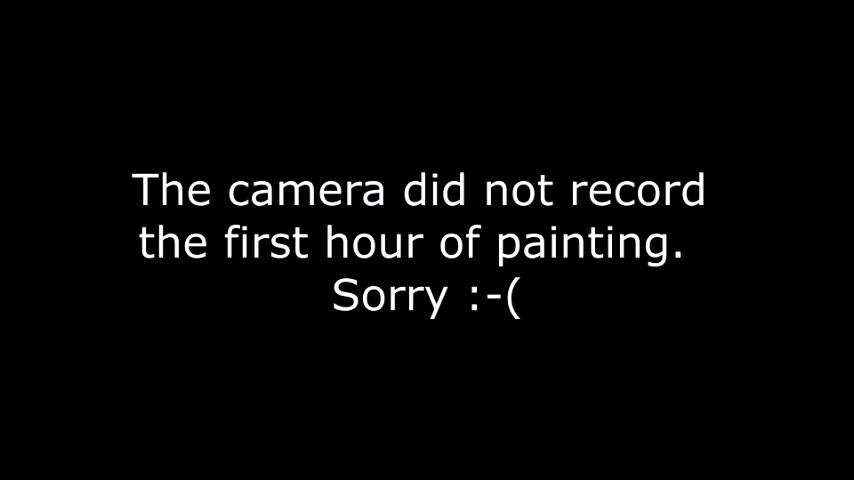 The camera did not record
the first hour of painting.
Sorry :-(